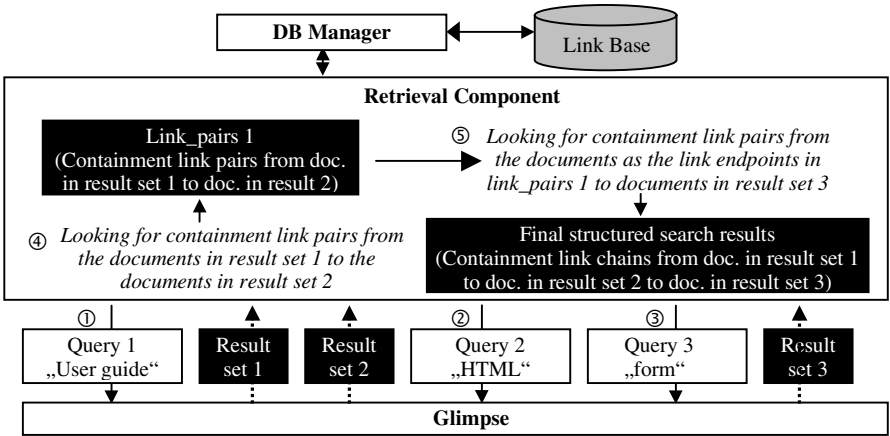 DB Manager
Link Base
Retrieval Component
Link_pairs 1
(Containment link pairs from doc.
in result set 1 to doc. in result 2)
⑤ Looking for containment link pairs from
the documents as the link endpoints in
link_pairs 1 to documents in result set 3
④ Looking for containment link pairs from
the documents in result set 1 to the
documents in result set 2
Final structured search results
(Containment link chains from doc. in result set 1
to doc. in result set 2 to doc. in result set 3)
①
②
③
Query 1
„User guide“
Result
set 1
Result
set 2
Query 2
„HTML“
Query 3
„form“
Result
set 3
Glimpse